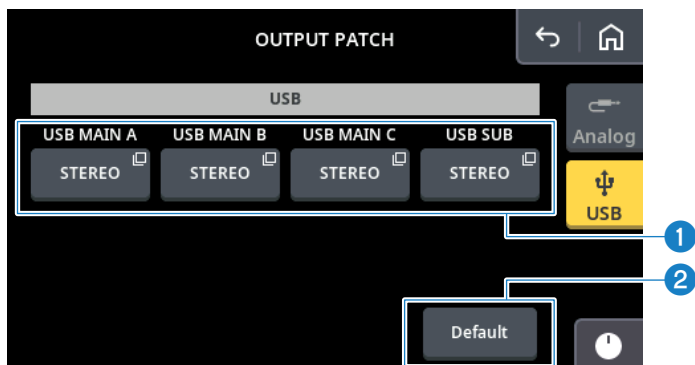 OUTPUT PATCH
USB
USB MAIN A USB MAIN B USB MAIN C USB SUB
STEREO STEREO STEREO STEREO
Analog
USB
1
2
Default